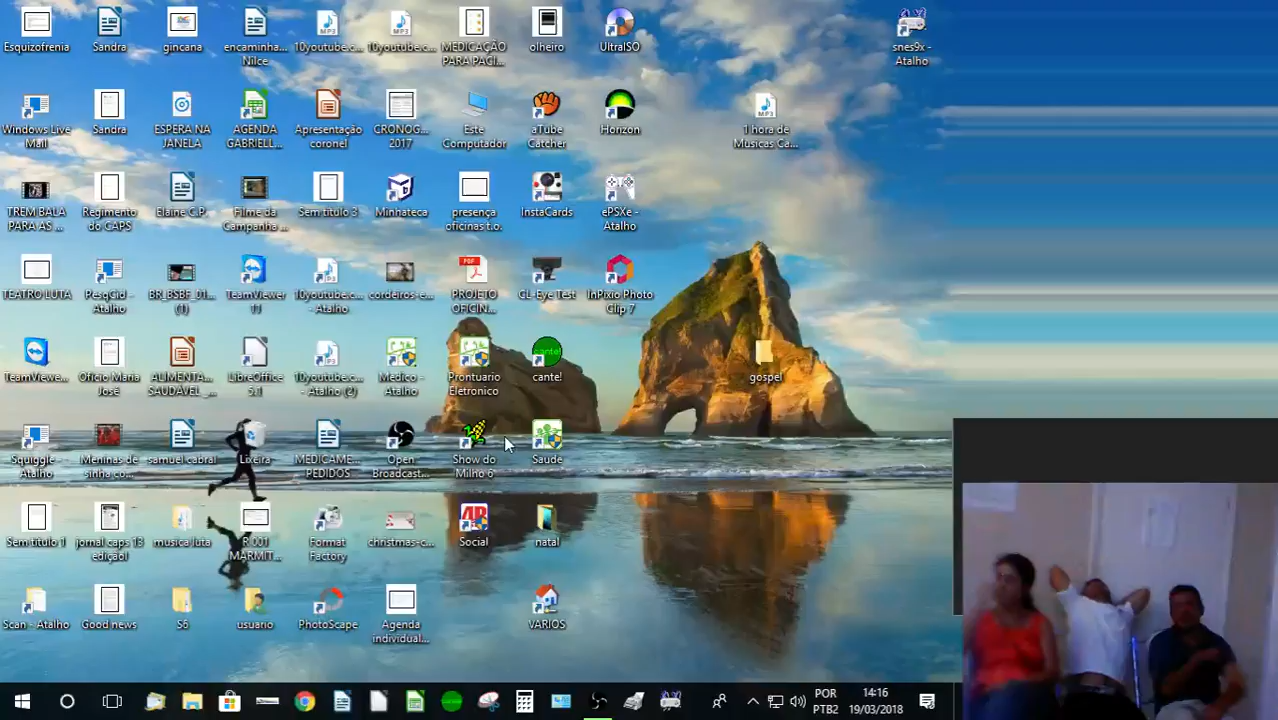 Esquizofrenia
Sandra
gincana
encaminha...
Nilce
10youtube.c...
10youtube.c...
MEDICAÇÃO
PARA PACI...
olheiro
UltraISO
snes9x -
Atalho
Windows Live
Mail
Sandra
ESPERA NA
JANELA
AGENDA
GABRIELL...
Apresentação
coronel
CRONOG...
2017
Este
Computador
aTube
Catcher
Horizon
1 hora de
Musicas Ca...
TREM BALA
PARA AS ...
Regimento
do CAPS
Elaine C.P.
Filme da
Campanha ...
Sem título 3
Minhateca
presença
oficinas t.o.
InstaCards
ePSXe -
Atalho
TEATRO LUTA
PesqCid -
Atalho
BR_BSBF_01...
(1)
TeamViewer
11
10youtube.c...
- Atalho
cordeiros-e...
PROJETO
OFICIN...
CL-Eye Test
InPixio Photo
Clip 7
TeamViewe...
Oficio Maria
José
ALIMENTA...
SAUDÁVEL_...
LibreOffice
5.1
10youtube.c...
- Atalho (2)
Medico -
Atalho
Prontuario
Eletronico
cante!
cante!
gospel
Squiggle -
Atalho
Meninas de
sinha co...
samuel cabral
Lixeira
MEDICAME...
PEDIDOS
Open
Broadcast...
Show do
Milho 6
Saude
Sem título 1
jornal caps 13
edição!
musica luta
R 001
MARMIT...
Format
Factory
christmas-c...
Social
natal
Scan - Atalho
Good news
S6
usuario
PhotoScape
Agenda
individual...
VARIOS
POR
PTB2
14:16
19/03/2018